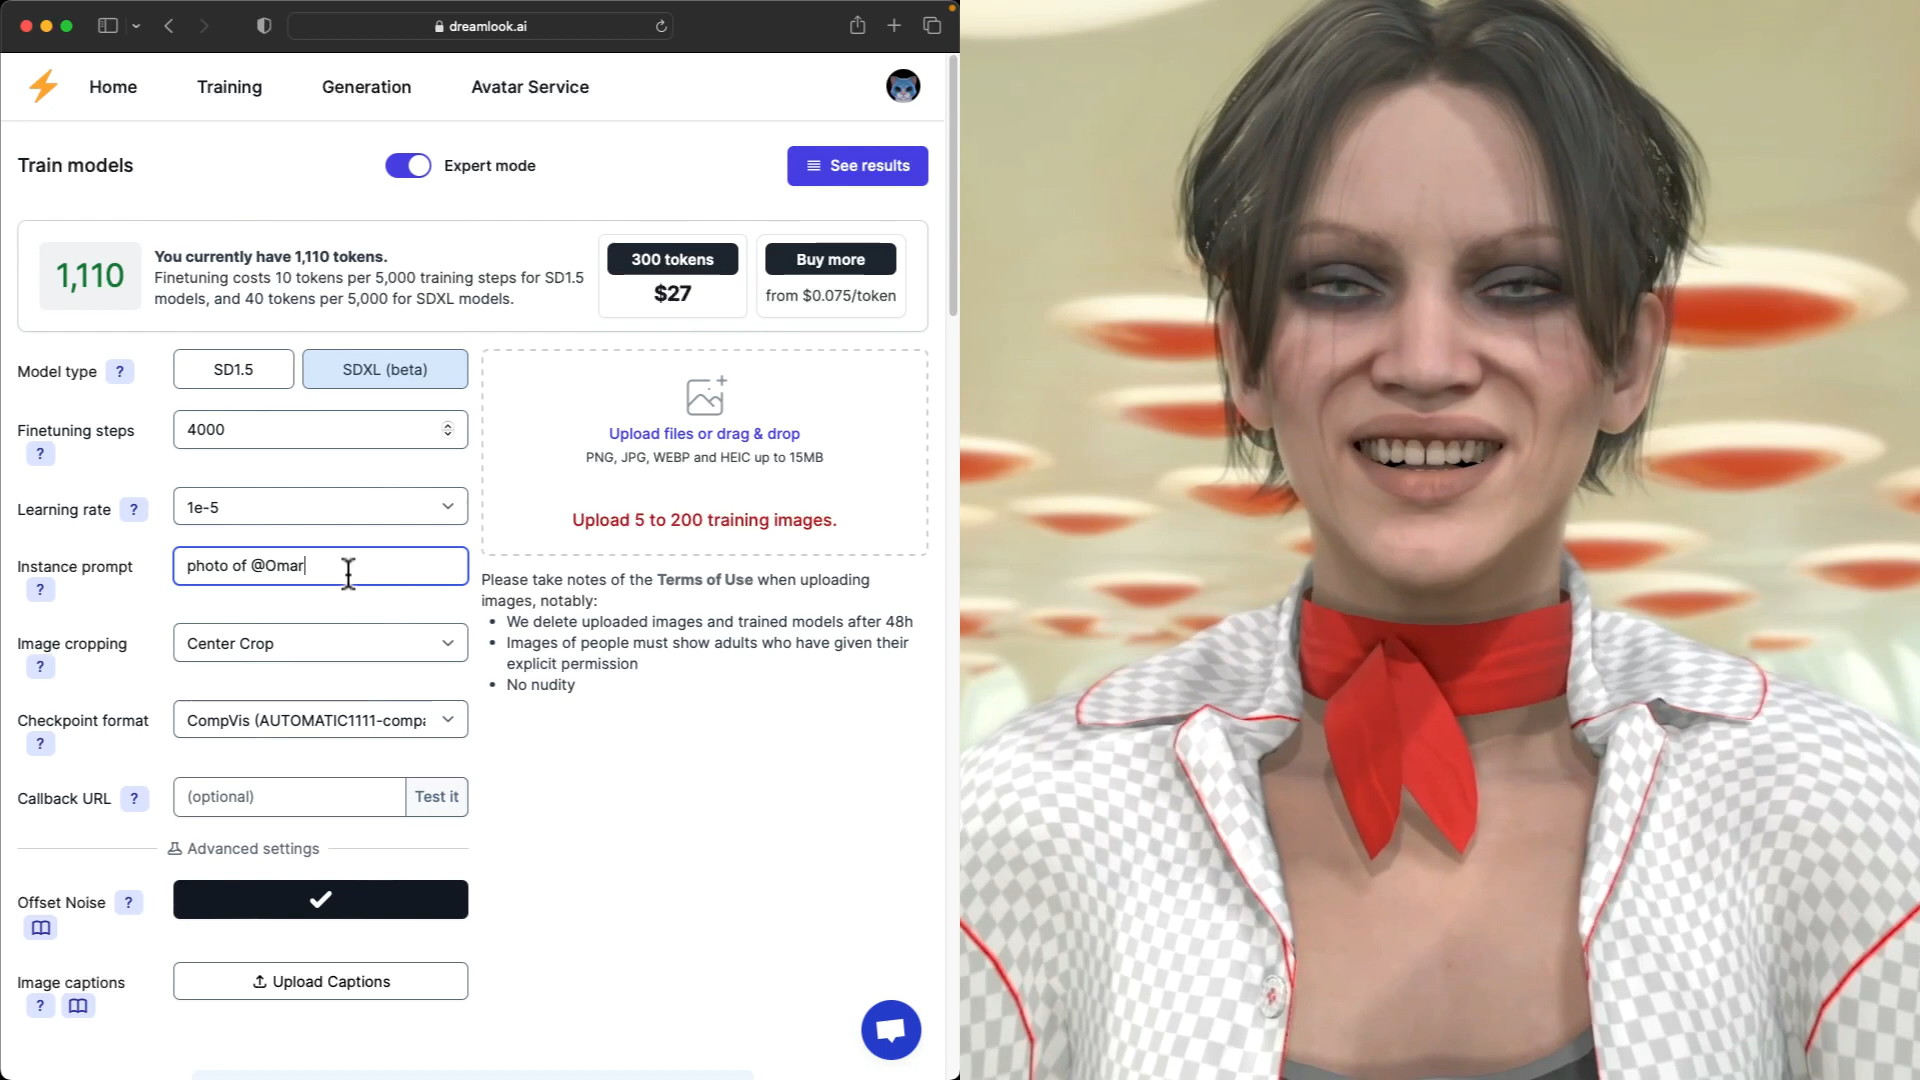 dreamlook.ai
Home
Training
Generation
Avatar Service
Train models
Expert mode
See results
1,110
You currently have 1,110 tokens.
Finetuning costs 10 tokens per 5,000 training steps for SD1.5
models, and 40 tokens per 5,000 for SDXL models.
300 tokens
$27
Buy more
from $0.075/token
Model type ?
SD1.5
SDXL (beta)
Finetuning steps
?
4000
Learning rate ?
1e-5
Instance prompt
?
photo of @Omar
Image cropping
?
Center Crop
Checkpoint format
?
CompVis (AUTOMATIC1111-compa
Callback URL ?
(optional)
Test it
Advanced settings
Offset Noise ?
Image captions
?
Upload Captions
Upload files or drag & drop
PNG, JPG, WEBP and HEIC up to 15MB
Upload 5 to 200 training images.
Please take notes of the Terms of Use when uploading
images, notably:
• We delete uploaded images and trained models after 48h
• Images of people must show adults who have given their
explicit permission
• No nudity